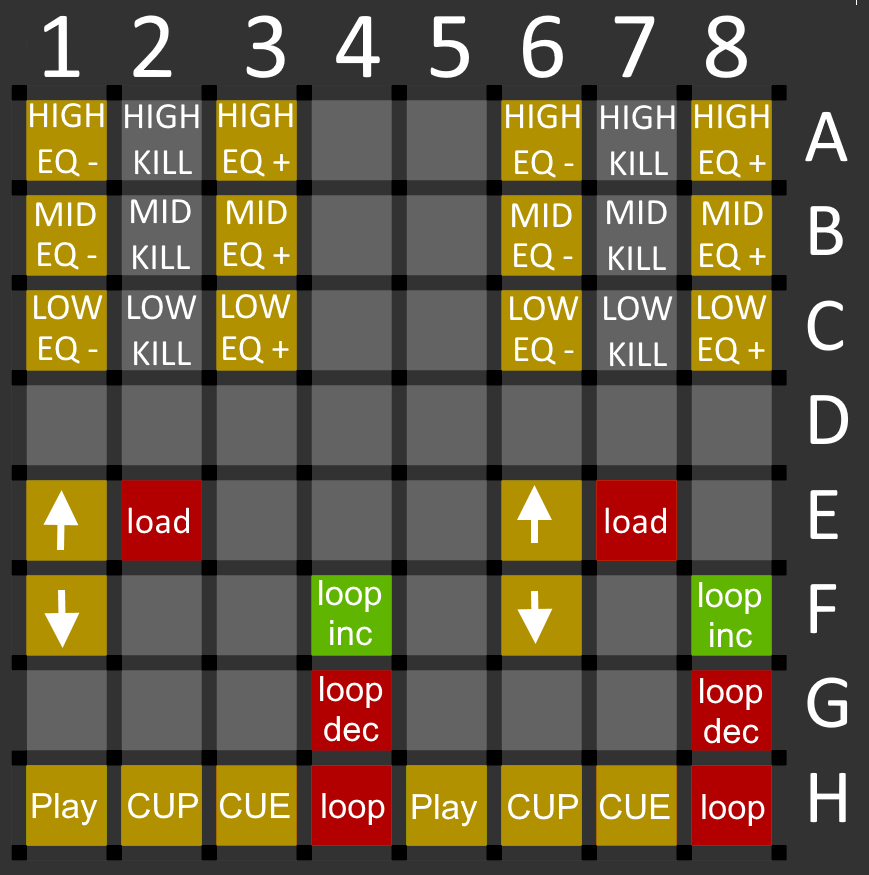 1 2 3 4 5 6 7 8
HIGH HIGH HIGH HIGH HIGH HIGH
EQ - KILL EQ + EQ - KILL EQ +
A
MID MID MID MID MID MID
EQ - KILL EQ + EQ - KILL EQ +
B
LOW LOW LOW LOW LOW LOW
EQ - KILL EQ + EQ - KILL EQ +
C
D
load load E
loop loop
inc inc
F
loop loop
dec dec
G
Play CUP CUE loop Play CUP CUE loop H